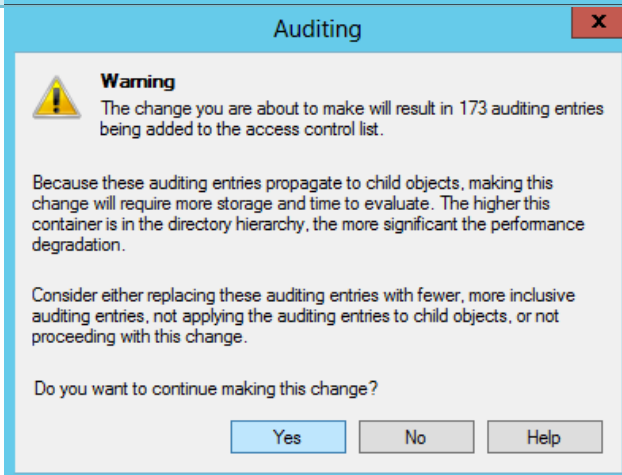 Auditing
x
Warning
The change you are about to make will result in 173 auditing entries
being added to the access control list.
Because these auditing entries propagate to child objects, making this
change will require more storage and time to evaluate. The higher this
container is in the directory hierarchy, the more significant the performance
degradation.
Consider either replacing these auditing entries with fewer, more inclusive
auditing entries, not applying the auditing entries to child objects, or not
proceeding with this change.
Do you want to continue making this change?
Yes No Help